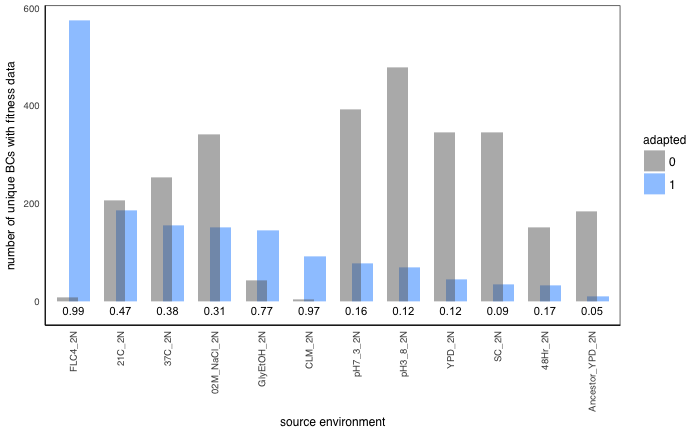 number of unique BCs with fitness data
600
400
200
0
0.99 0.47 0.38 0.31 0.77 0.97 0.16 0.12 0.12 0.09 0.17 0.05
FLC4_2N
21C_2N
37C_2N
02M_NaCl_2N
GlyEtOH_2N
CLM_2N
pH7_3_2N
pH3_8_2N
YPD_2N
SC_2N
48Hr_2N
Ancestor_YPD_2N
source environment
adapted
0
1